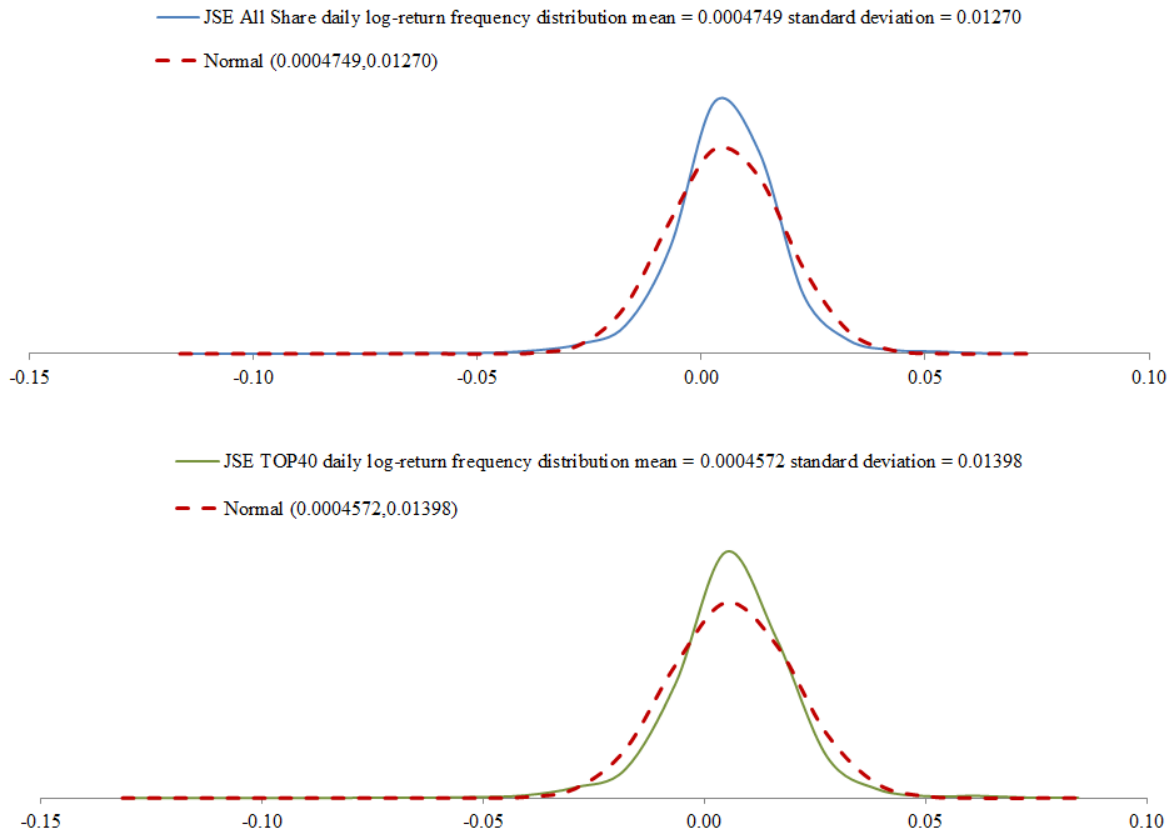 JSE All Share daily log-return frequency distribution mean = 0.0004749 standard deviation = 0.01270
Normal (0.0004749,0.01270)
-0.15 -0.10 -0.05 0.00 0.05 0.10
JSE TOP40 daily log-return frequency distribution mean = 0.0004572 standard deviation = 0.01398
Normal (0.0004572,0.01398)
-0.15 -0.10 -0.05 0.00 0.05 0.10